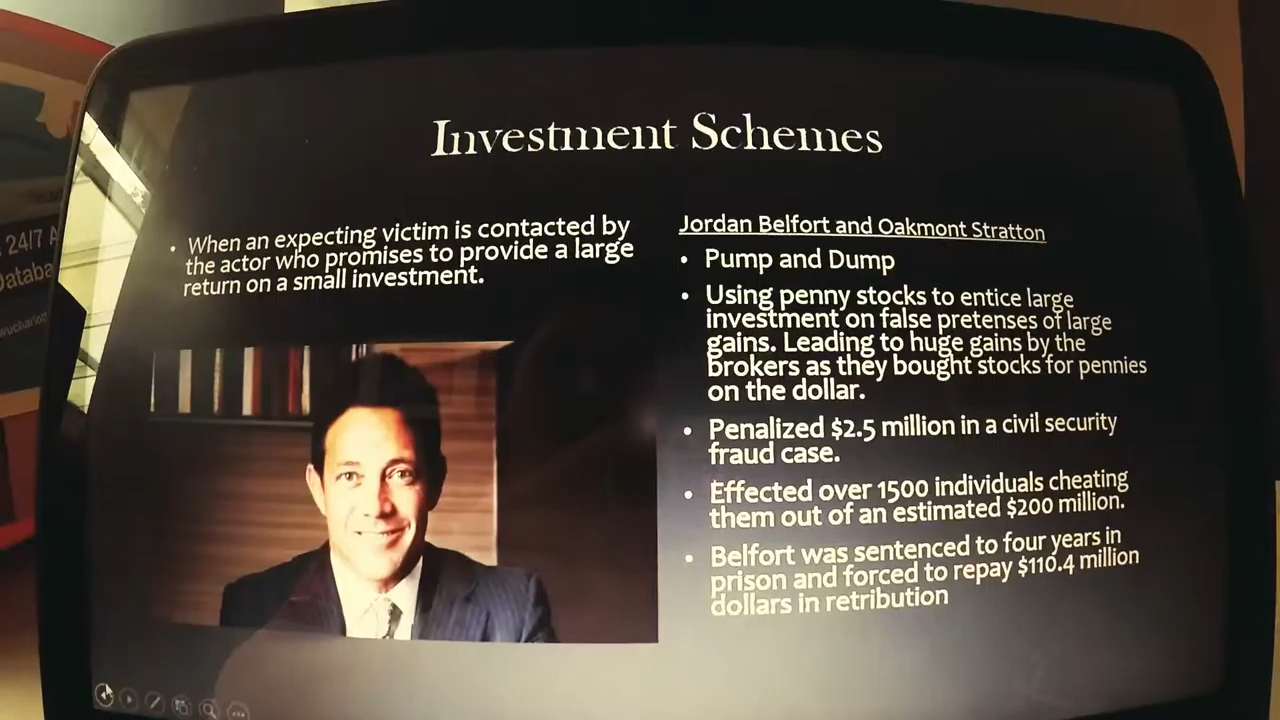 Investment Schemes
• When an expecting victim is contacted by
the actor who promises to provide a large
return on a small investment.
Jordan Belfort and Oakmont Stratton
• Pump and Dump
• Using penny stocks to entice large
investment on false pretenses of large
gains. Leading to huge gains by the
brokers as they bought stocks for pennies
on the dollar.
• Penalized $2.5 million in a civil security
fraud case.
• Effected over 1500 individuals cheating
them out of an estimated $200 million.
• Belfort was sentenced to four years in
prison and forced to repay $110.4 million
dollars in retribution
24/7